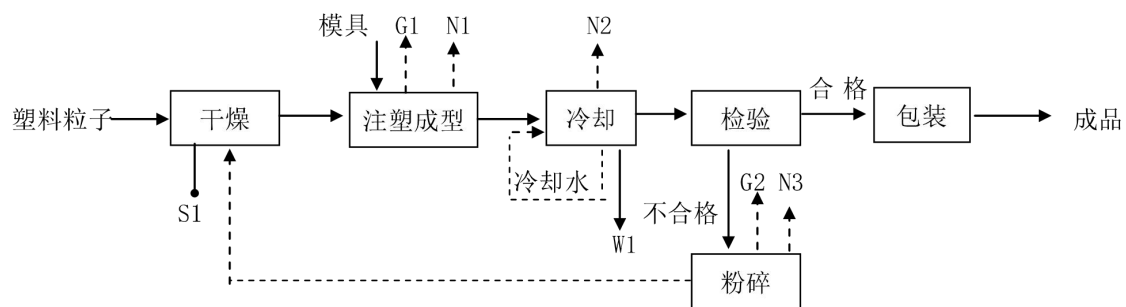 模具 G1 N1 N2
塑料粒子 干燥 注塑成型 冷却 检验 合格 包装 成品
冷却水
S1 不合格 G2 N3
W1
粉碎